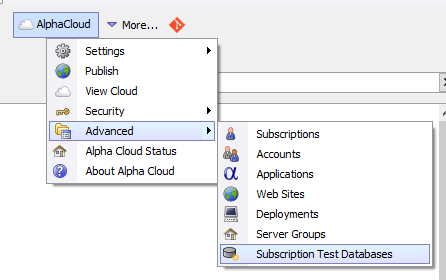 AlphaCloud
More...
Settings
Publish
View Cloud
Security
Advanced
Alpha Cloud Status
About Alpha Cloud
Subscriptions
Accounts
Applications
Web Sites
Deployments
Server Groups
Subscription Test Databases